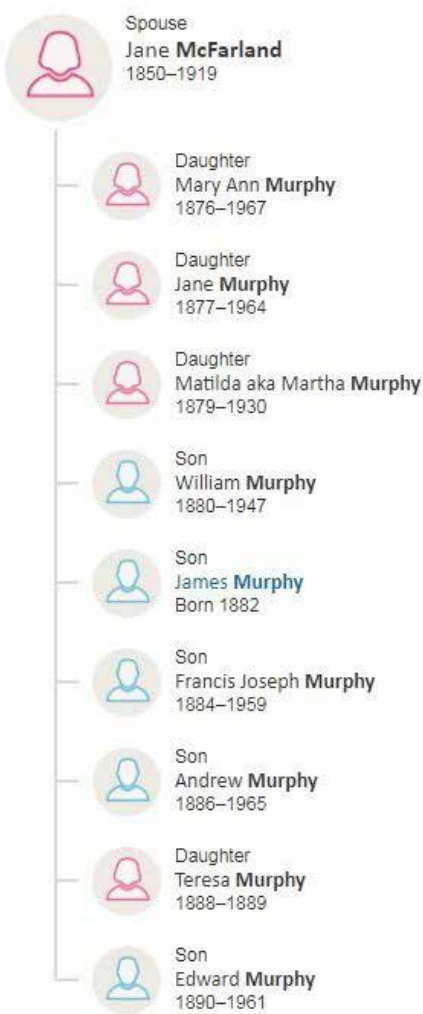 Spouse
Jane McFarland
1850–1919
Daughter
Mary Ann Murphy
1876–1967
Daughter
Jane Murphy
1877–1964
Daughter
Matilda aka Martha Murphy
1879–1930
Son
William Murphy
1880–1947
Son
James Murphy
Born 1882
Son
Francis Joseph Murphy
1884–1959
Son
Andrew Murphy
1886–1965
Daughter
Teresa Murphy
1888–1889
Son
Edward Murphy
1890–1961